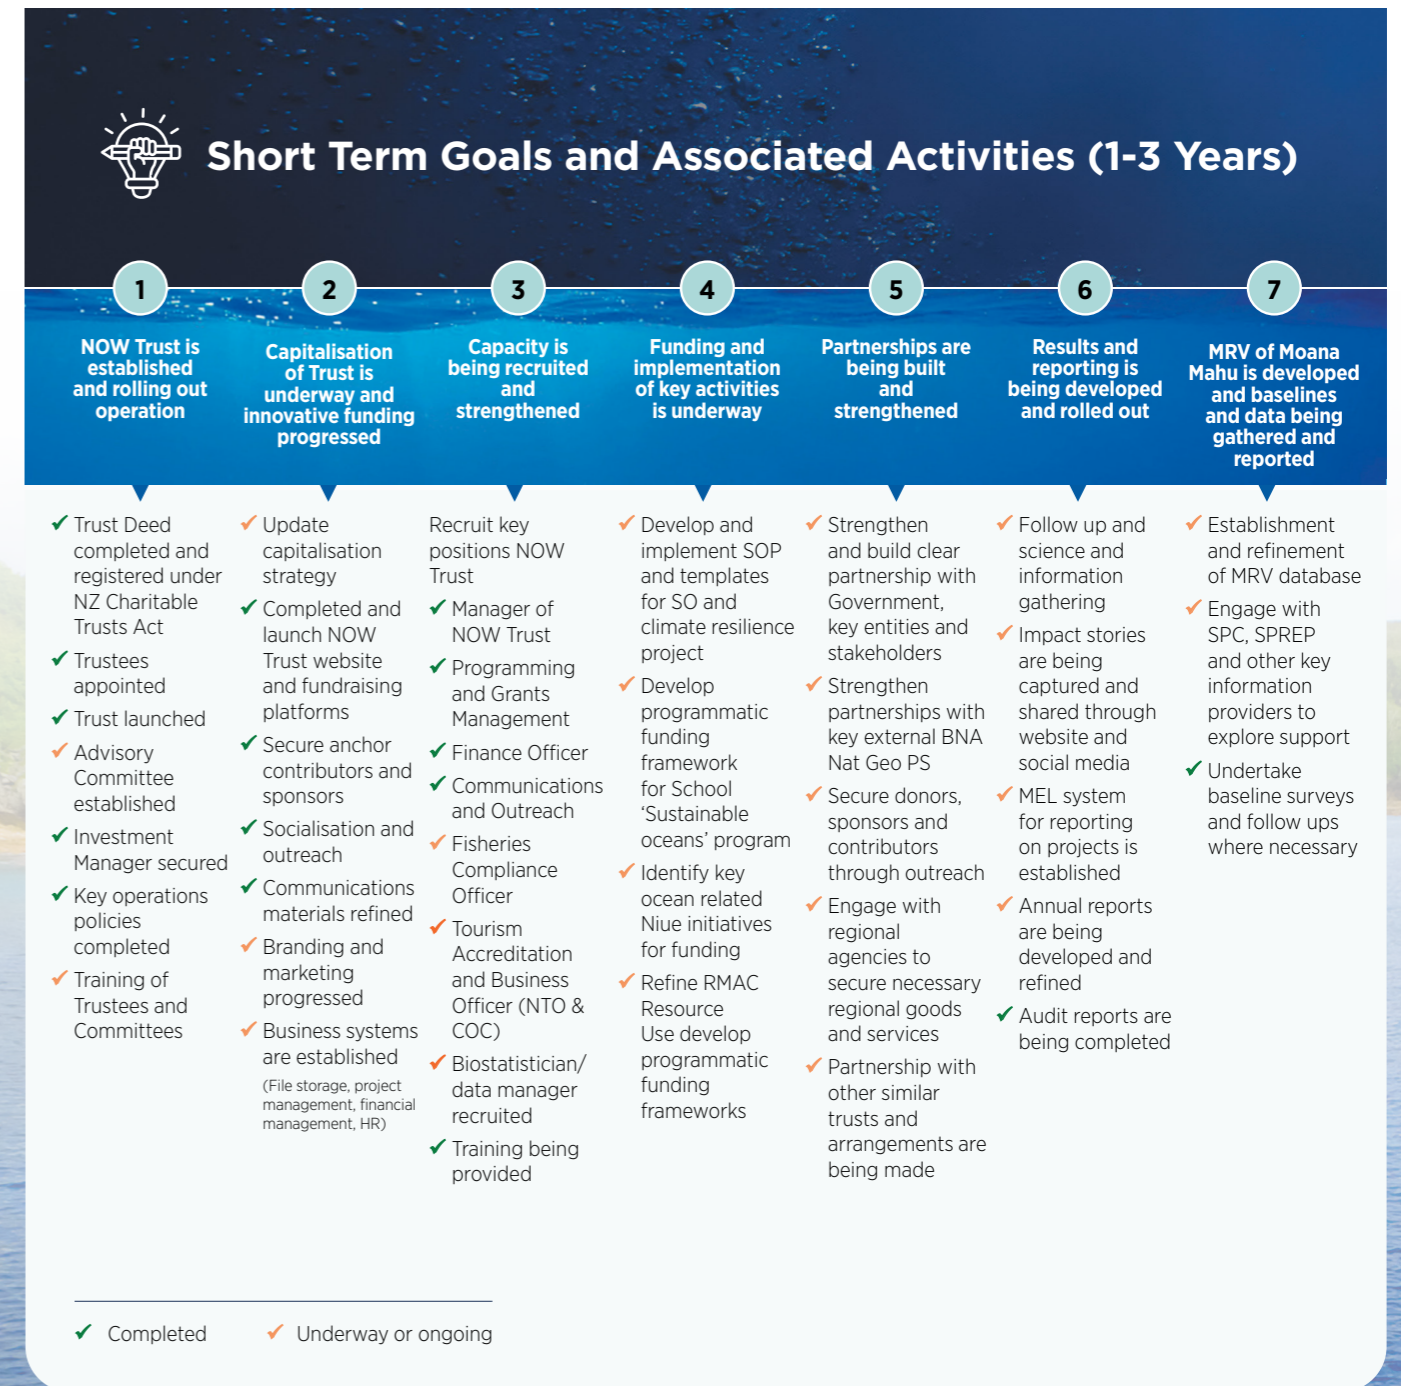 Short Term Goals and Associated Activities (1-3 Years)
1
NOW Trust is
established
and rolling out
operation
Trust Deed
completed and
registered under
NZ Charitable
Trusts Act
Trustees
appointed
Trust launched
Advisory
Committee
established
Investment
Manager secured
Key operations
policies
completed
Training of
Trustees and
Committees
2
Capitalisation
of Trust is
underway and
innovative funding
progressed
Update
capitalisation
strategy
Completed and
launch NOW
Trust website
and fundraising
platforms
Secure anchor
contributors and
sponsors
Socialisation and
outreach
Communications
materials refined
Branding and
marketing
progressed
Business systems
are established
(File storage, project
management, financial
management, HR)
3
Capacity is
being recruited
and
strengthened
Recruit key
positions NOW
Trust
Manager of
NOW Trust
Programming
and Grants
Management
Finance Officer
Communications
and Outreach
Fisheries
Compliance
Officer
Tourism
Accreditation
and Business
Officer (NTO &
COC)
Biostatistician/
data manager
recruited
Training being
provided
4
Funding and
implementation
of key activities
is underway
Develop and
implement SOP
and templates
for SO and
climate resilience
project
Develop
programmatic
funding
framework
for School
‘Sustainable
oceans’ program
Identify key
ocean related
Niue initiatives
for funding
Refine RMAC
Resource
Use develop
programmatic
funding
frameworks
5
Partnerships are
being built
and
strengthened
Strengthen
and build clear
partnership with
Government,
key entities and
stakeholders
Strengthen
partnerships with
key external BNA
Nat Geo PS
Secure donors,
sponsors and
contributors
through outreach
Engage with
regional
agencies to
secure necessary
regional goods
and services
Partnership with
other similar
trusts and
arrangements are
being made
6
Results and
reporting is
being developed
and rolled out
Follow up and
science and
information
gathering
Impact stories
are being
captured and
shared through
website and
social media
MEL system
for reporting
on projects is
established
Annual reports
are being
developed and
refined
Audit reports are
being completed
7
MRV of Moana
Mahu is developed
and baselines
and data being
gathered and
reported
Establishment
and refinement
of MRV database
Engage with
SPC, SPREP
and other key
information
providers to
explore support
Undertake
baseline surveys
and follow ups
where necessary
Completed
Underway or ongoing